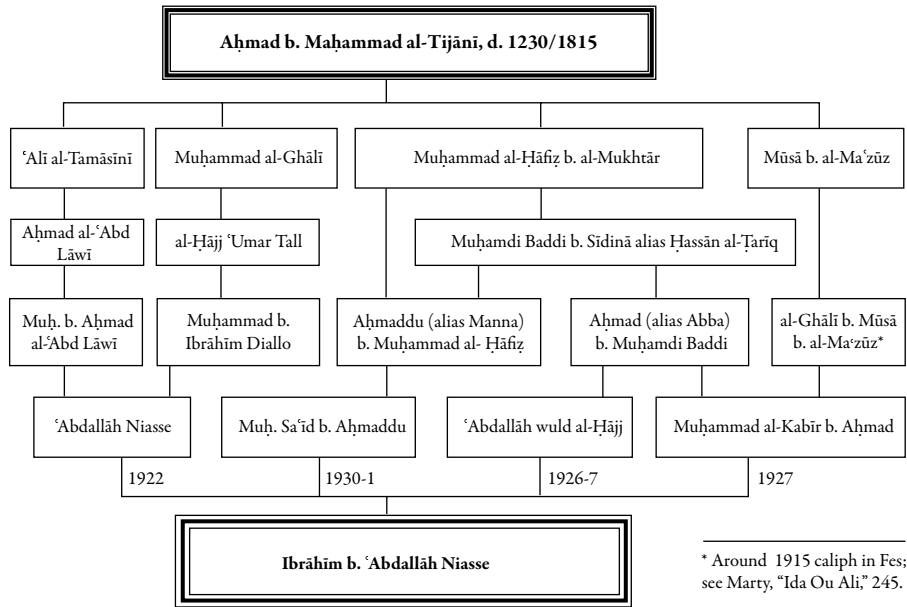 Aḥmad b. Maḥammad al-Tijānī, d. 1230/1815
ʿAlī al-Tamāsīnī
Muḥammad al-Ghālī
Muḥammad al-Ḥāfiẓ b. al-Mukhtār
Mūsā b. al-Maʿzūz
Aḥmad al-ʿAbd
Lāwī
al-Ḥājj ʿUmar Tall
Muḥamdi Baddi b. Sīdinā alias Ḥassān al-Ṭarīq
Muḥ. b. Aḥmad
al-ʿAbd Lāwī
Muḥammad b.
Ibrāhīm Diallo
Aḥmaddu (alias Manna)
b. Muḥammad al- Ḥāfiẓ
Aḥmad (alias Abba)
b. Muḥamdi Baddi
al-Ghālī b. Mūsā
b. al-Maʿzūz*
ʿAbdallāh Niasse
Muḥ. Saʿīd b. Aḥmaddu
ʿAbdallāh wuld al-Ḥājj
Muḥammad al-Kabīr b. Aḥmad
1922
1930-1
1926-7
1927
Ibrāhīm b. ʿAbdallāh Niasse
* Around 1915 caliph in Fes;
see Marty, “Ida Ou Ali,” 245.